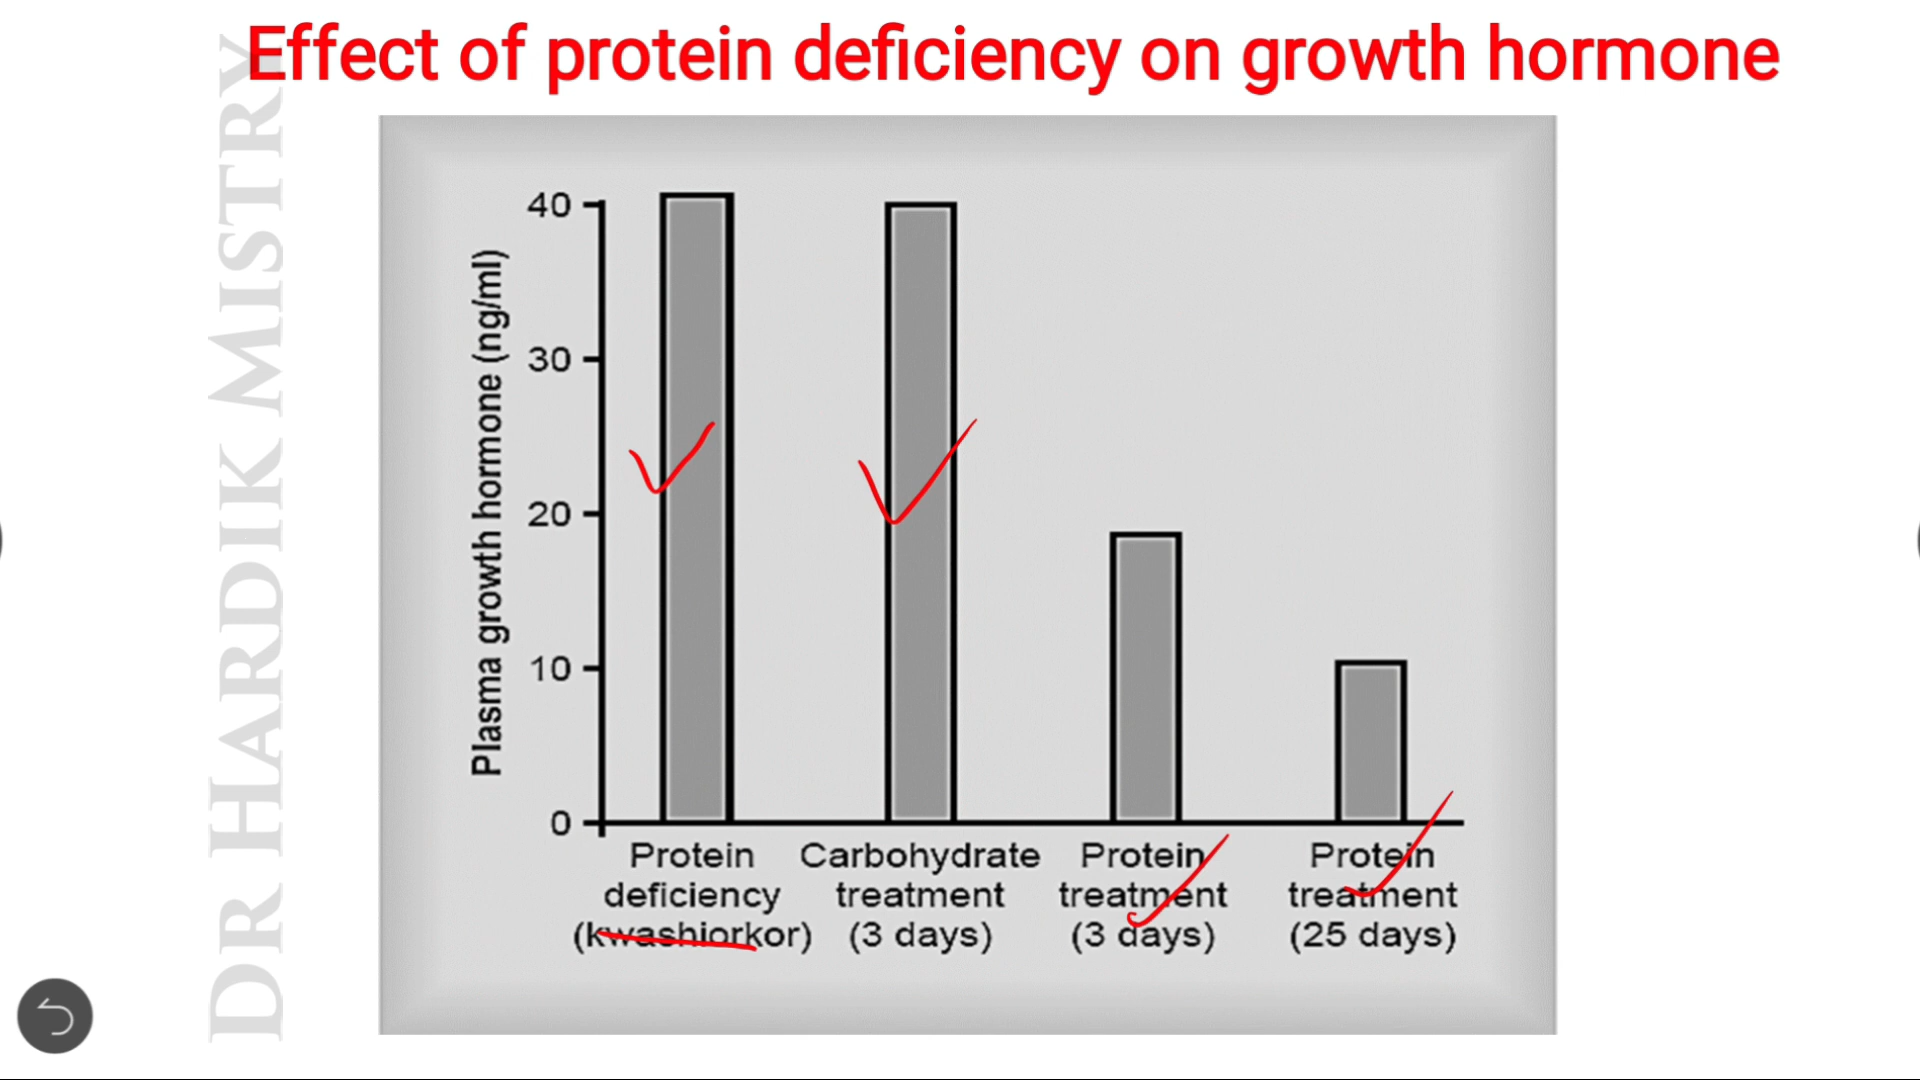 Effect of protein deficiency on growth hormone
DR HARDIK MISTRY
Plasma growth hormone (ng/ml)
40
30
20
10
0
Protein
deficiency
(kwashiorkor)
Carbohydrate
treatment
(3 days)
Protein
treatment
(3 days)
Protein
treatment
(25 days)